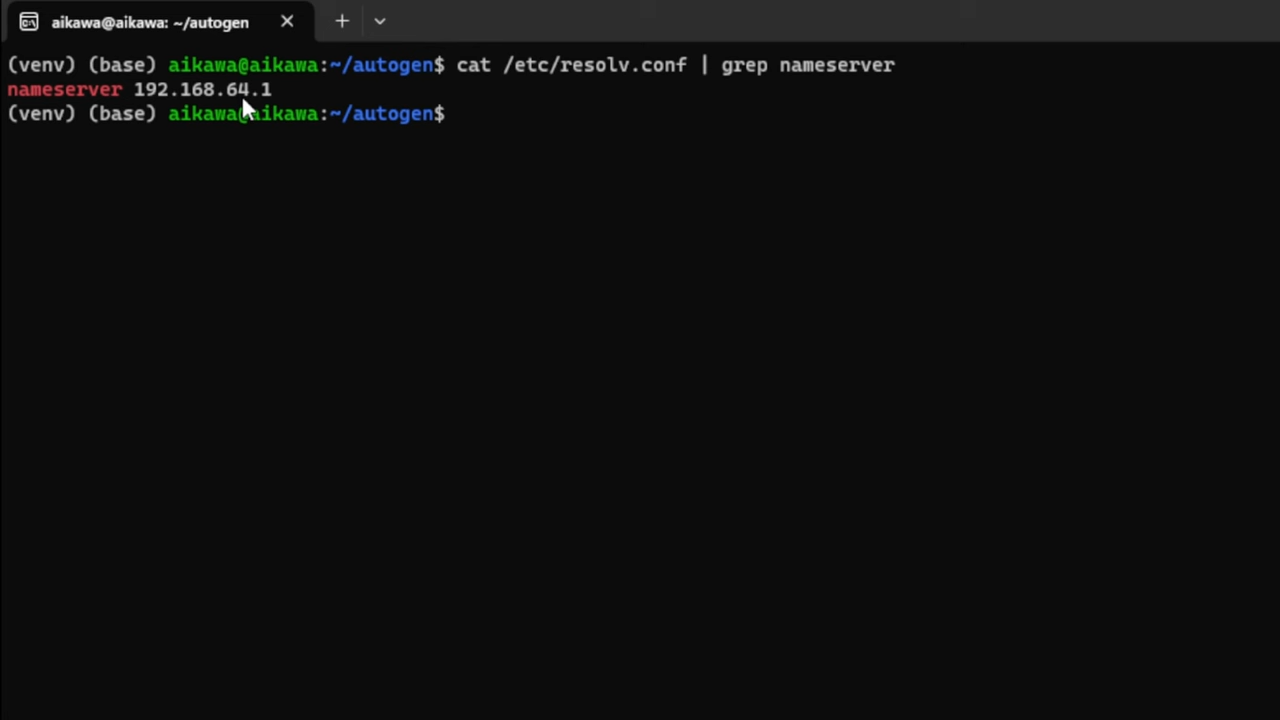 aikawa@aikawa: ~/autogen
(venv) (base) aikawa@aikawa:~/autogen$ cat /etc/resolv.conf | grep nameserver
nameserver 192.168.64.1
(venv) (base) aikawa@aikawa:~/autogen$